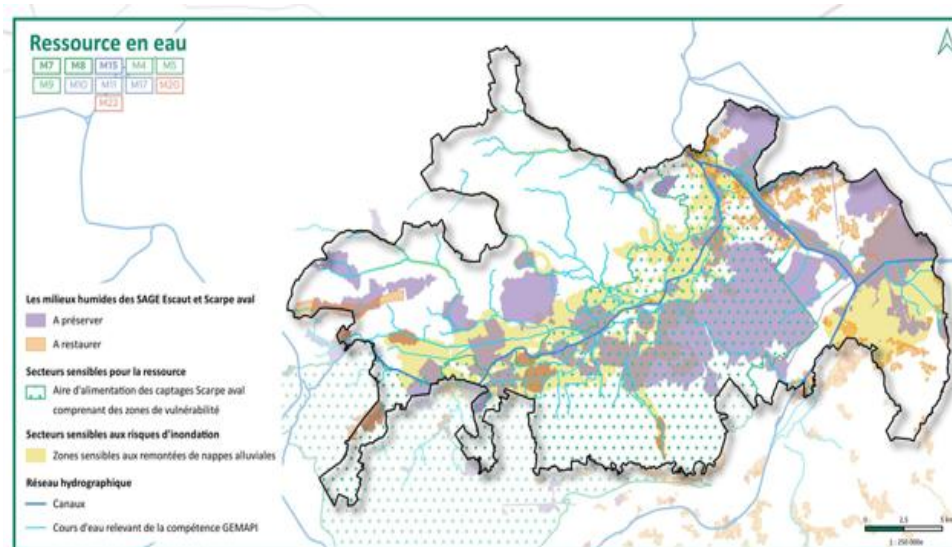 Ressource en eau
M7 M8 M15 M4 M5
M9 M10 M11 M17 M20
M22
Les milieux humides des SAGE Escaut et Scarpe aval
A préserver
A restaurer
Secteurs sensibles pour la ressource
Aire d'alimentation des captages Scarpe aval
comprenant des zones de vulnérabilité
Secteurs sensibles aux risques d'inondation
Zones sensibles aux remontées de nappes alluviales
Réseau hydrographique
Canaux
Cours d'eau relevant de la compétence GEMAPI
0 2,5 5 km
1 : 250 000e